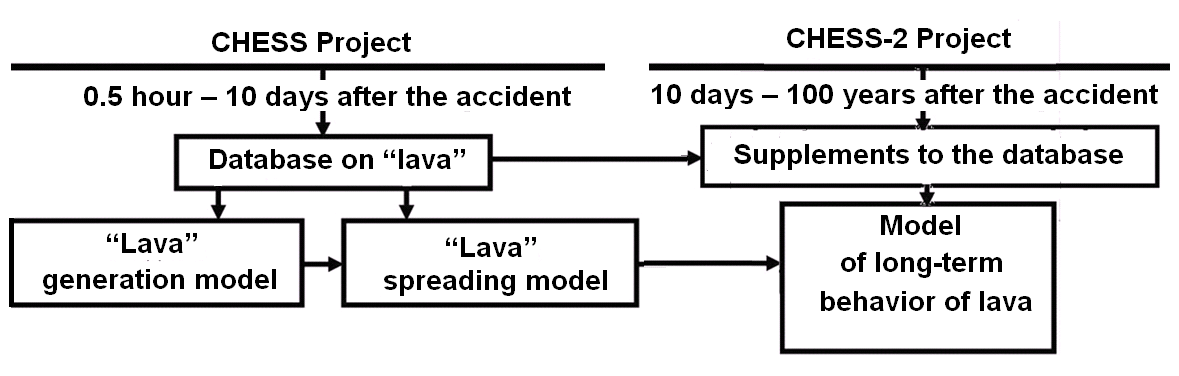 CHESS Project
0.5 hour – 10 days after the accident
Database on “lava”
“Lava”
generation model
“Lava”
spreading model
CHESS-2 Project
10 days – 100 years after the accident
Supplements to the database
Model
of long-term
behavior of lava